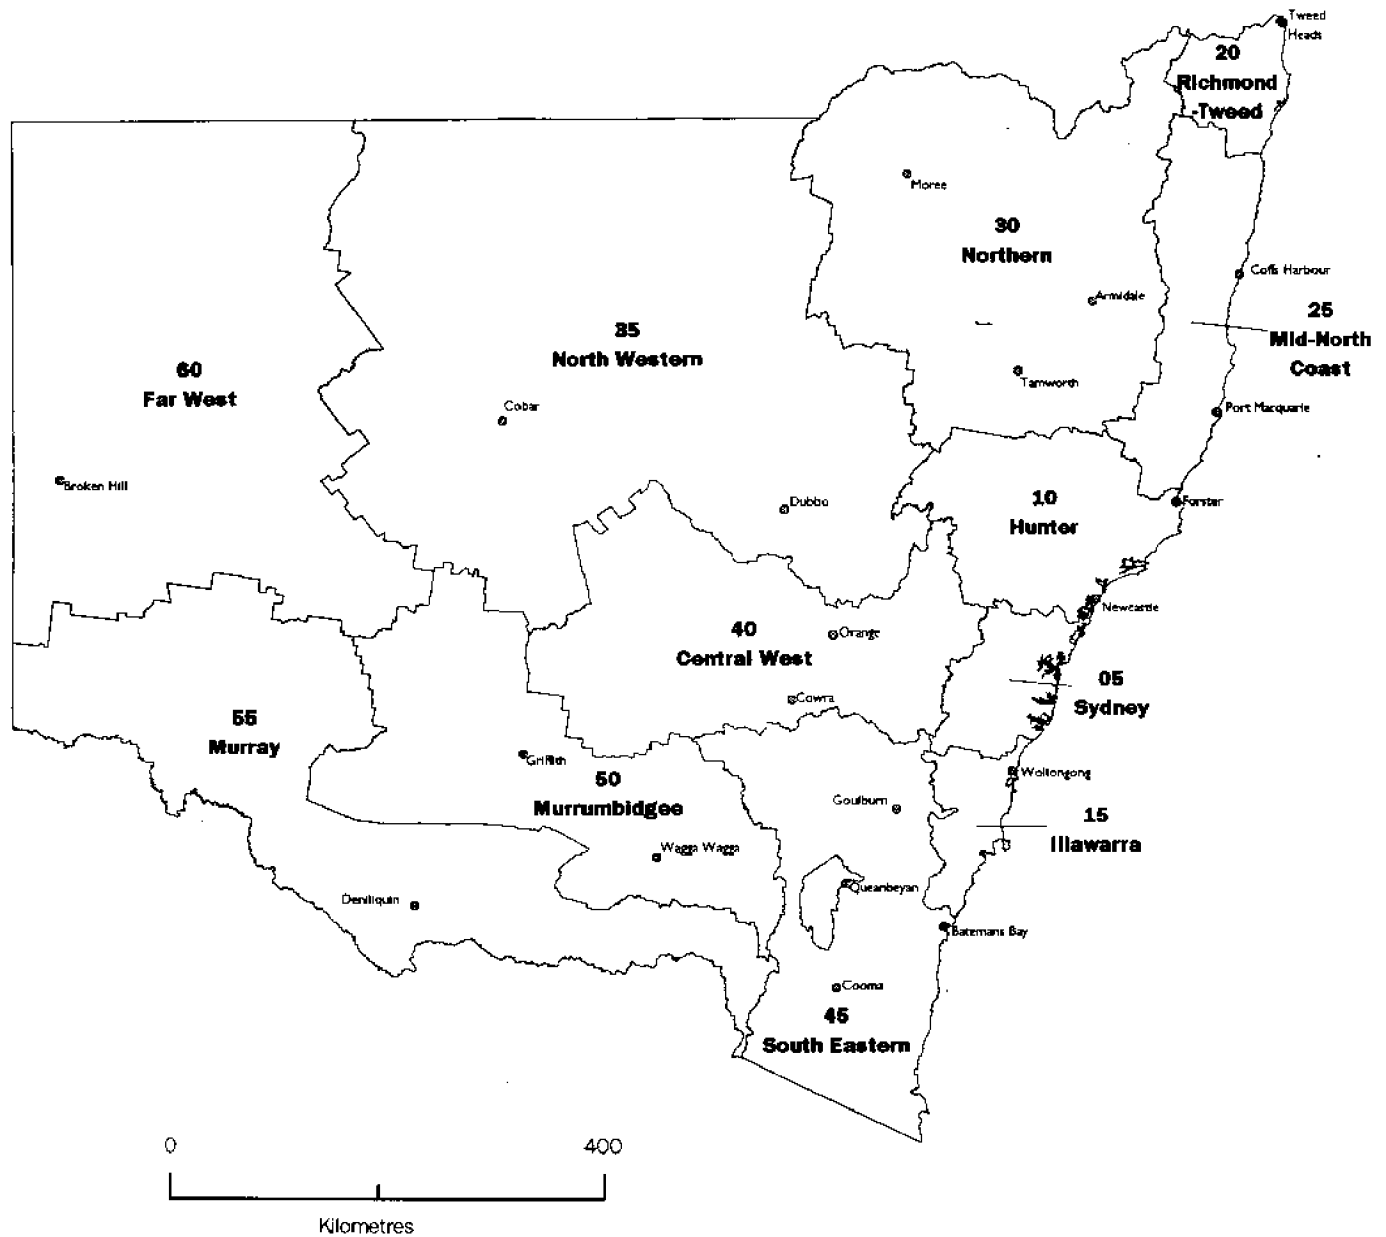 Tweed
Heads
20
Richmond
-Tweed
Moree
30
Northern
Coffs Harbour
Armidale
25
Mid-North
Coast
35
North Western
60
Far West
Tamworth
Cobar
Port Macquarie
Broken Hill
Dubbo
10
Hunter
Forster
Newcastle
40
Central West
Orange
05
Sydney
Cowra
55
Murray
Griffith
50
Murrumbidgee
Wollongong
Goulburn
15
Illawarra
Wagga Wagga
Queanbeyan
Deniliquin
Batemans Bay
Cooma
45
South Eastern
0
400
Kilometres